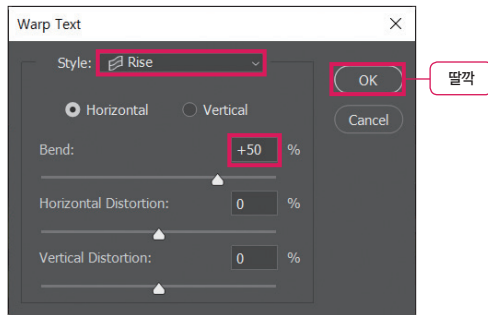 Warp Text
Style: Rise
OK
딸깍
Horizontal Vertical
Cancel
Bend: +50 %
Horizontal Distortion: 0 %
Vertical Distortion: 0 %